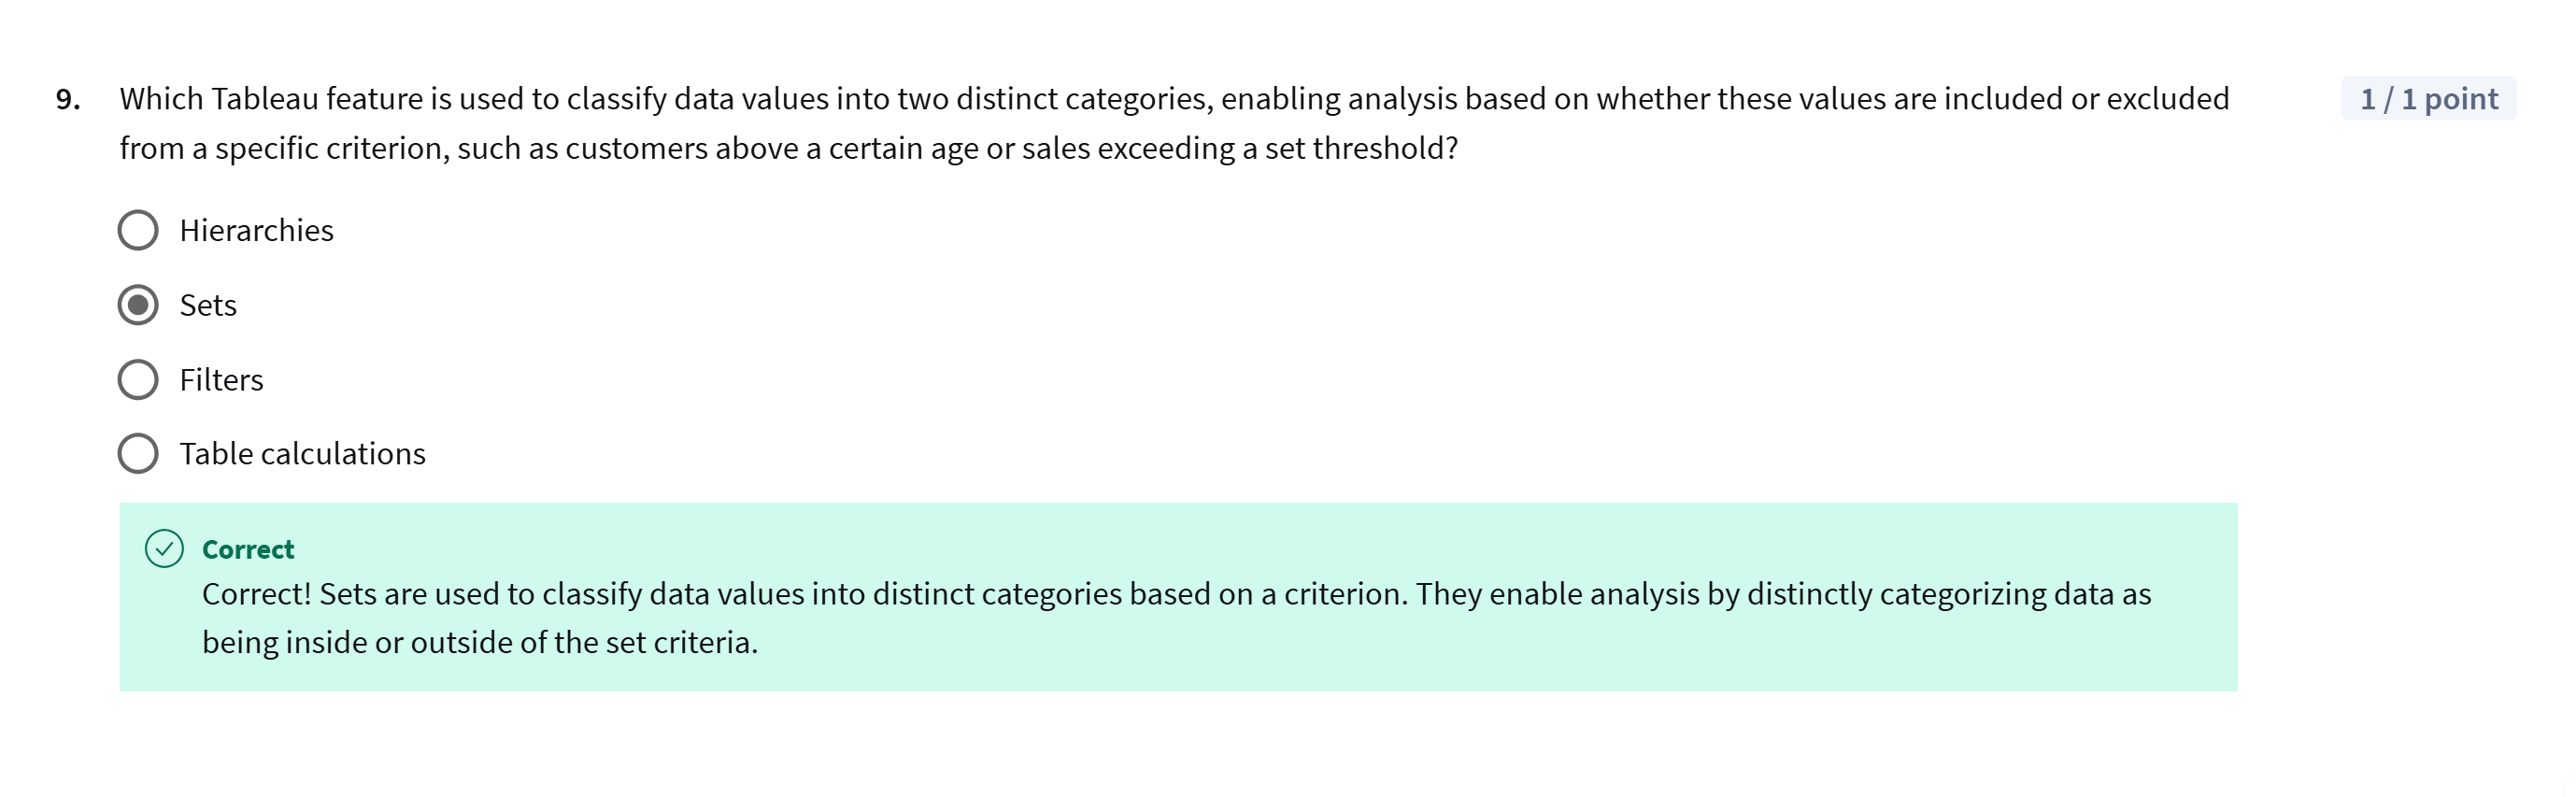 9. Which Tableau feature is used to classify data values into two distinct categories, enabling analysis based on whether these values are included or excluded 1 / 1 point
from a specific criterion, such as customers above a certain age or sales exceeding a set threshold?
Hierarchies
Sets
Filters
Table calculations
Correct
Correct! Sets are used to classify data values into distinct categories based on a criterion. They enable analysis by distinctly categorizing data as
being inside or outside of the set criteria.